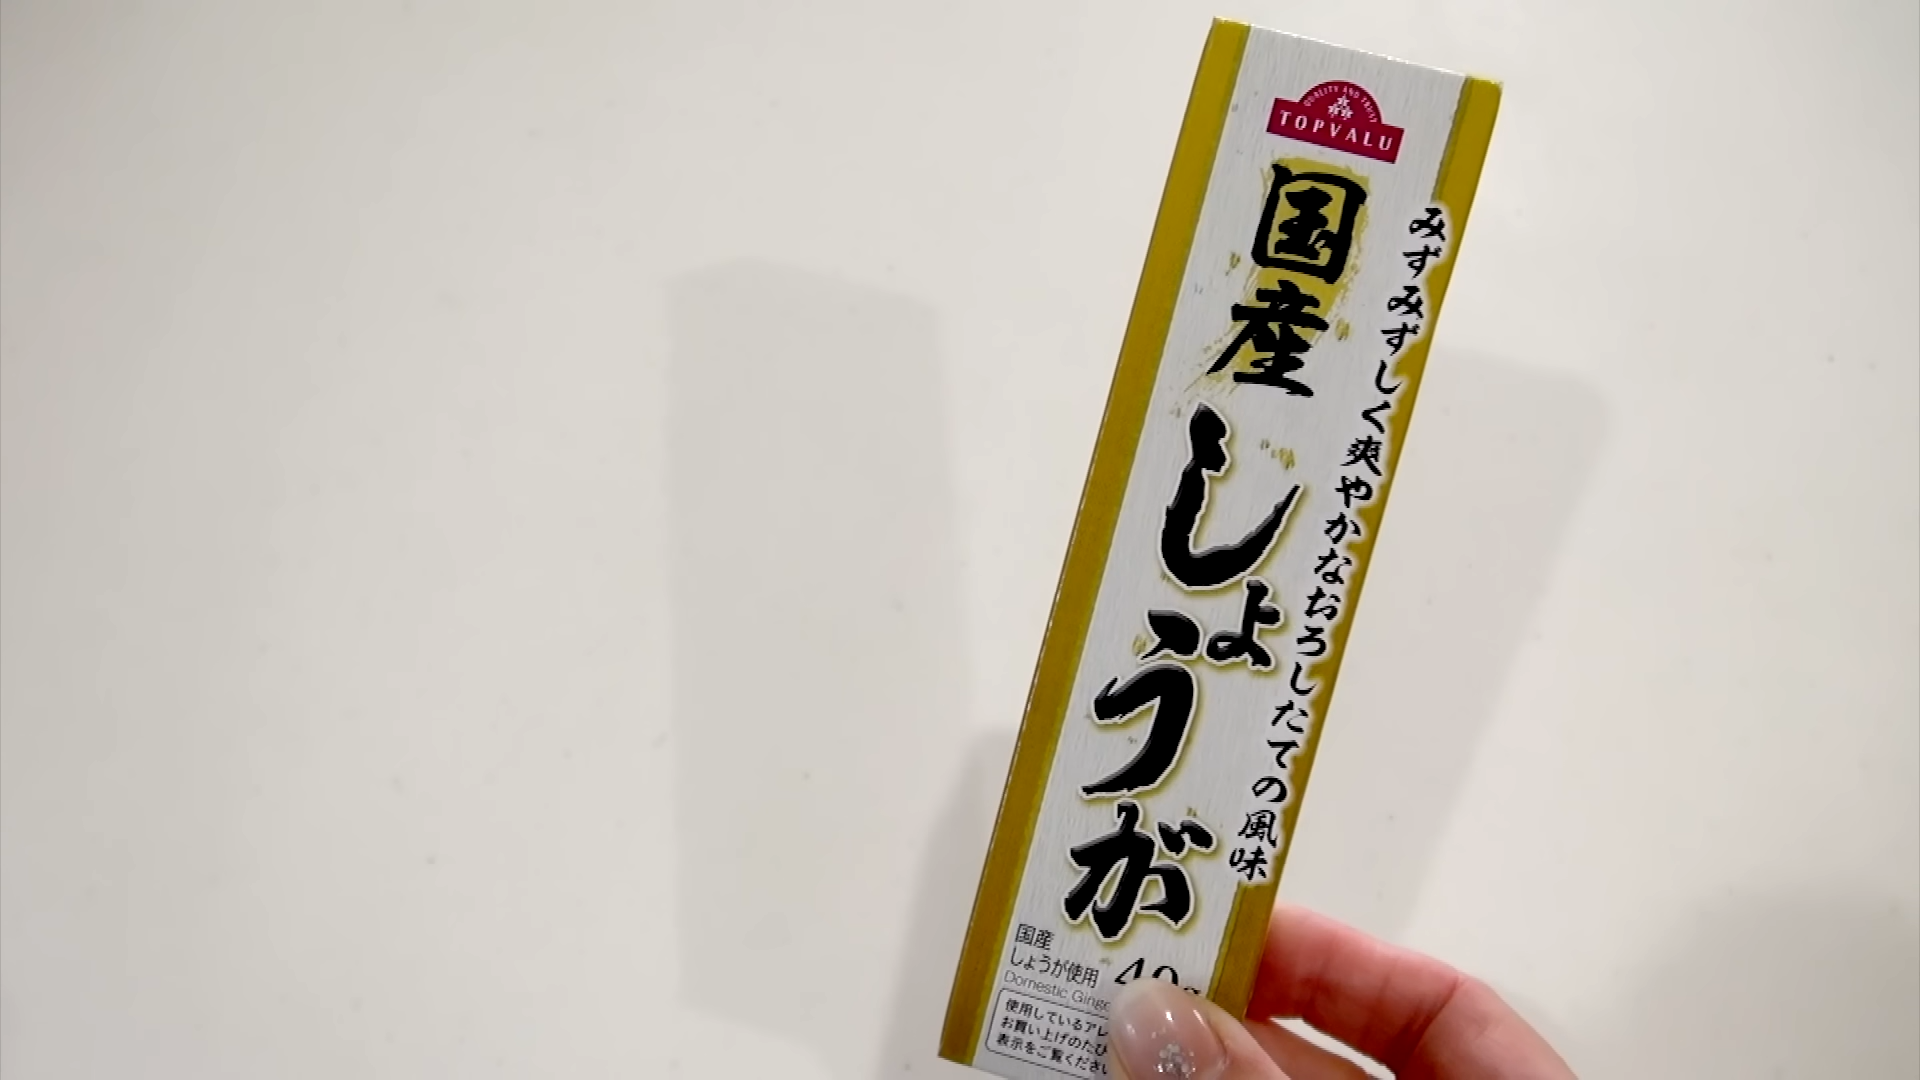 QUALITY AND TRUST
TOPVALU
国産
しょうが
みずみずしく爽やかなおろしたての風味
国産
しょうが使用
Domestic Ginge
40g
使用しているアレ
お買い上げのたび
表示をご覧くださ